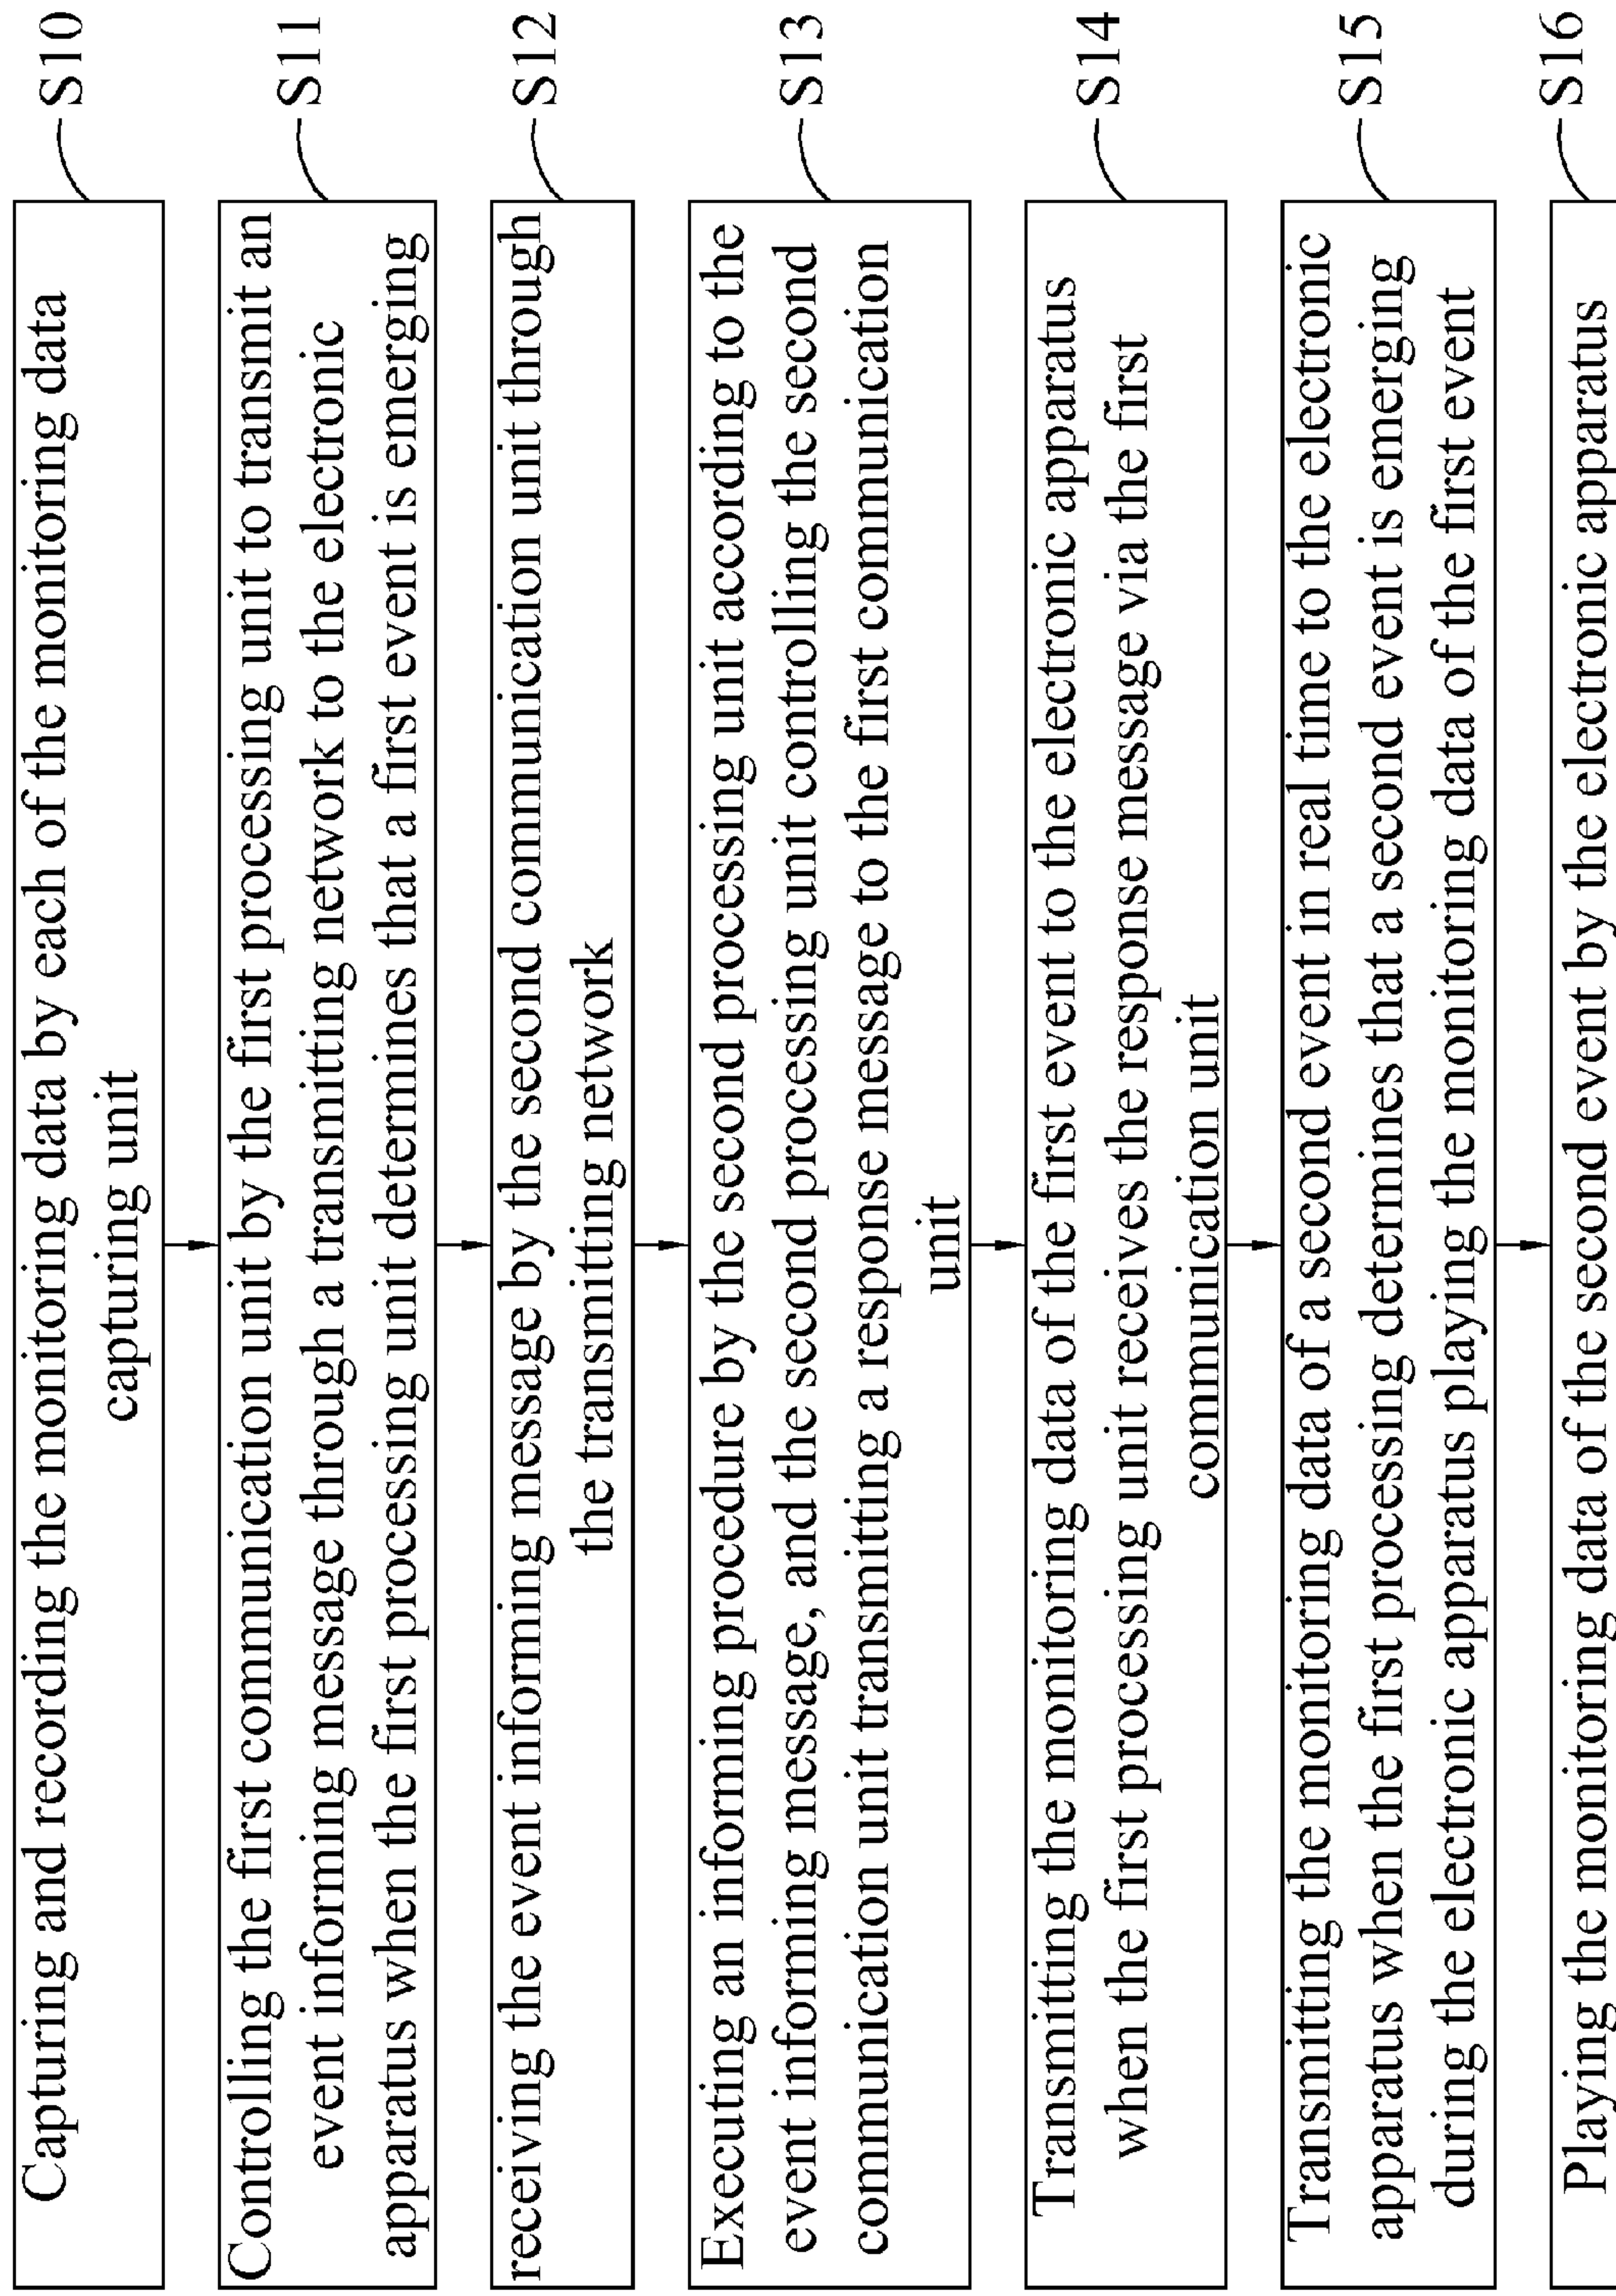 Capturing and recording the monitoring data by each of the monitoring data
capturing unit
S10
Controlling the first communication unit by the first processing unit to transmit an
event informing message through a transmitting network to the electronic
apparatus when the first processing unit determines that a first event is emerging
S11
receiving the event informing message by the second communication unit through
the transmitting network
S12
Executing an informing procedure by the second processing unit according to the
event informing message, and the second processing unit controlling the second
communication unit transmitting a response message to the first communication
unit
S13
Transmitting the monitoring data of the first event to the electronic apparatus
when the first processing unit receives the response message via the first
communication unit
S14
Transmitting the monitoring data of a second event in real time to the electronic
apparatus when the first processing determines that a second event is emerging
during the electronic apparatus playing the monitoring data of the first event
S15
Playing the monitoring data of the second event by the electronic apparatus
S16